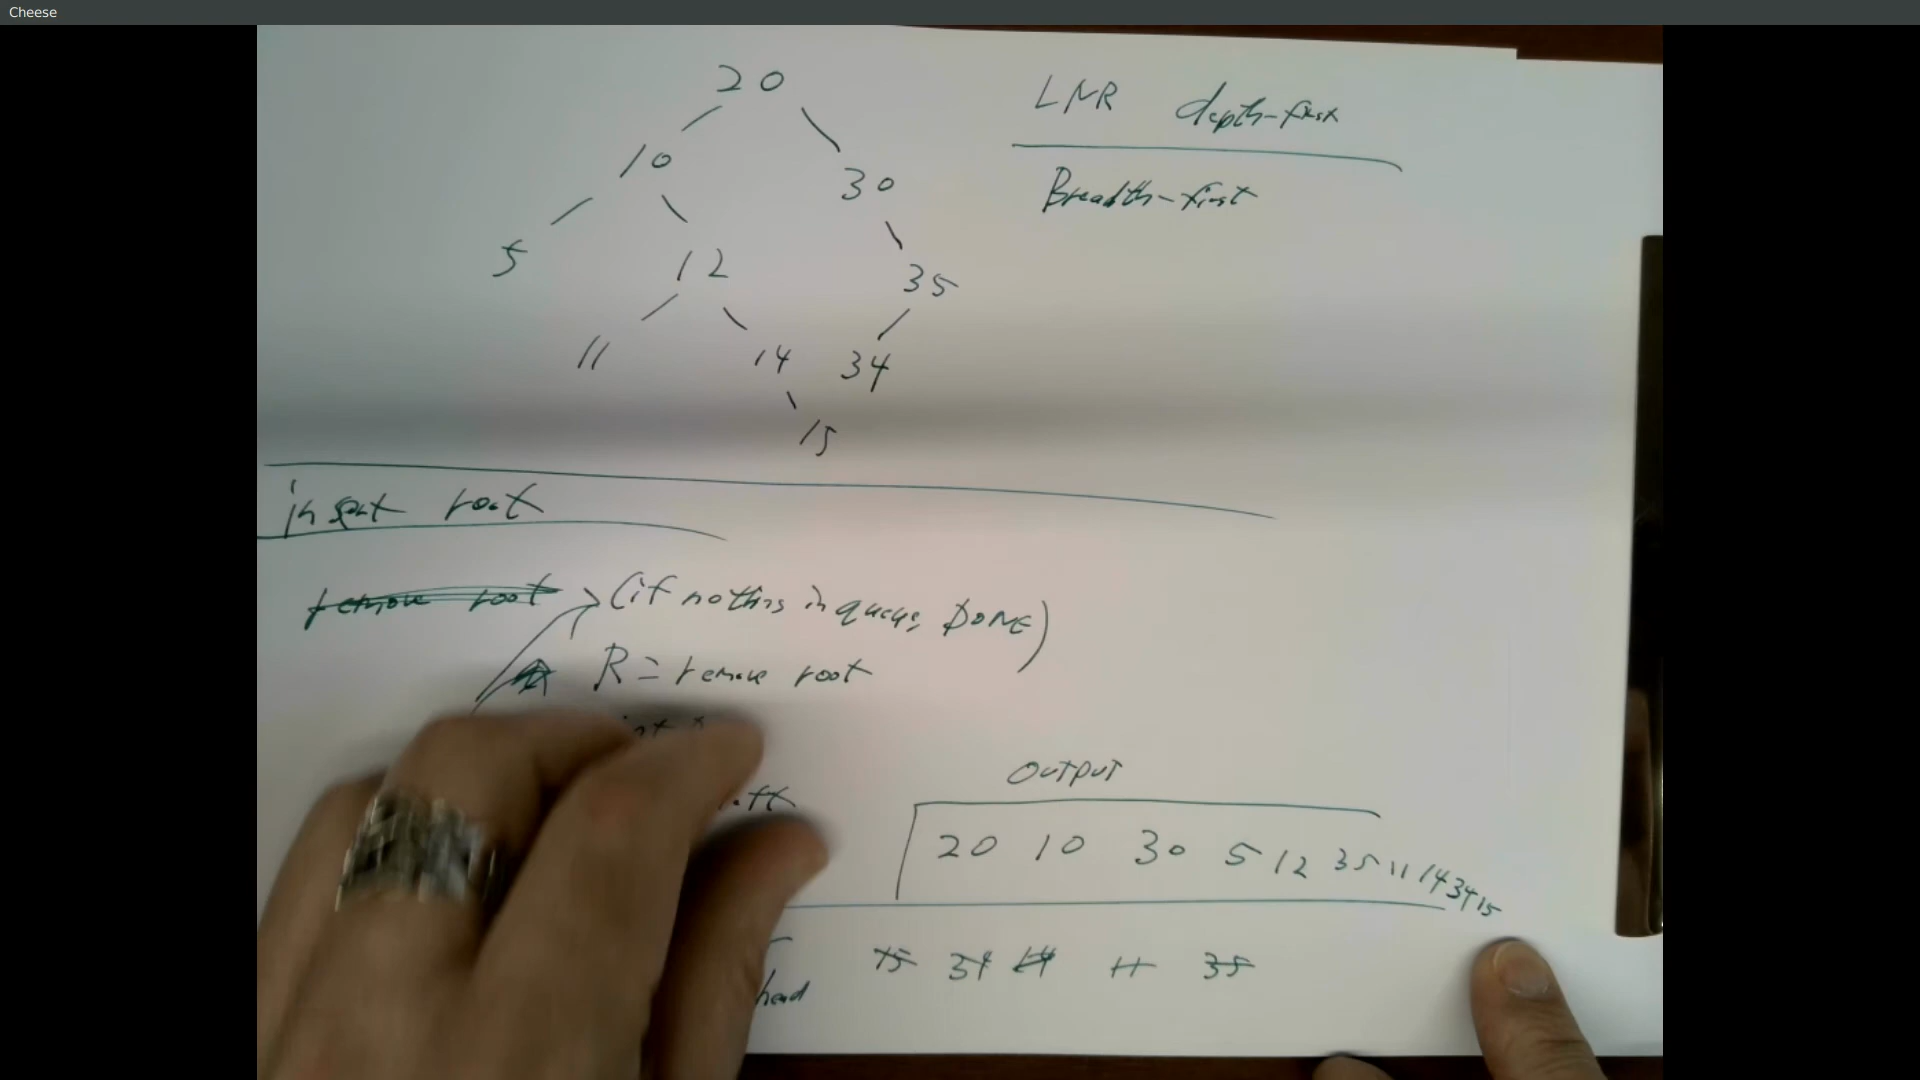 Cheese
20
LNR depth-first
10
30
Breadth-first
5
12
35
11
14
34
15
insert root
remove root
(if nothing in queue, DONE)
R = remove root
OUTPUT
20 10 30 5 12 35 11 14 34 15
15 34 14 11 35
head